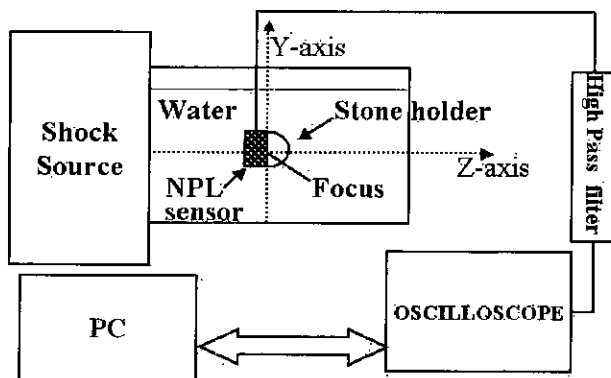 Y-axis
Water
Stone holder
Shock
Source
High Pass filter
Z-axis
NPL
sensor
Focus
PC
OSCILLOSCOPE